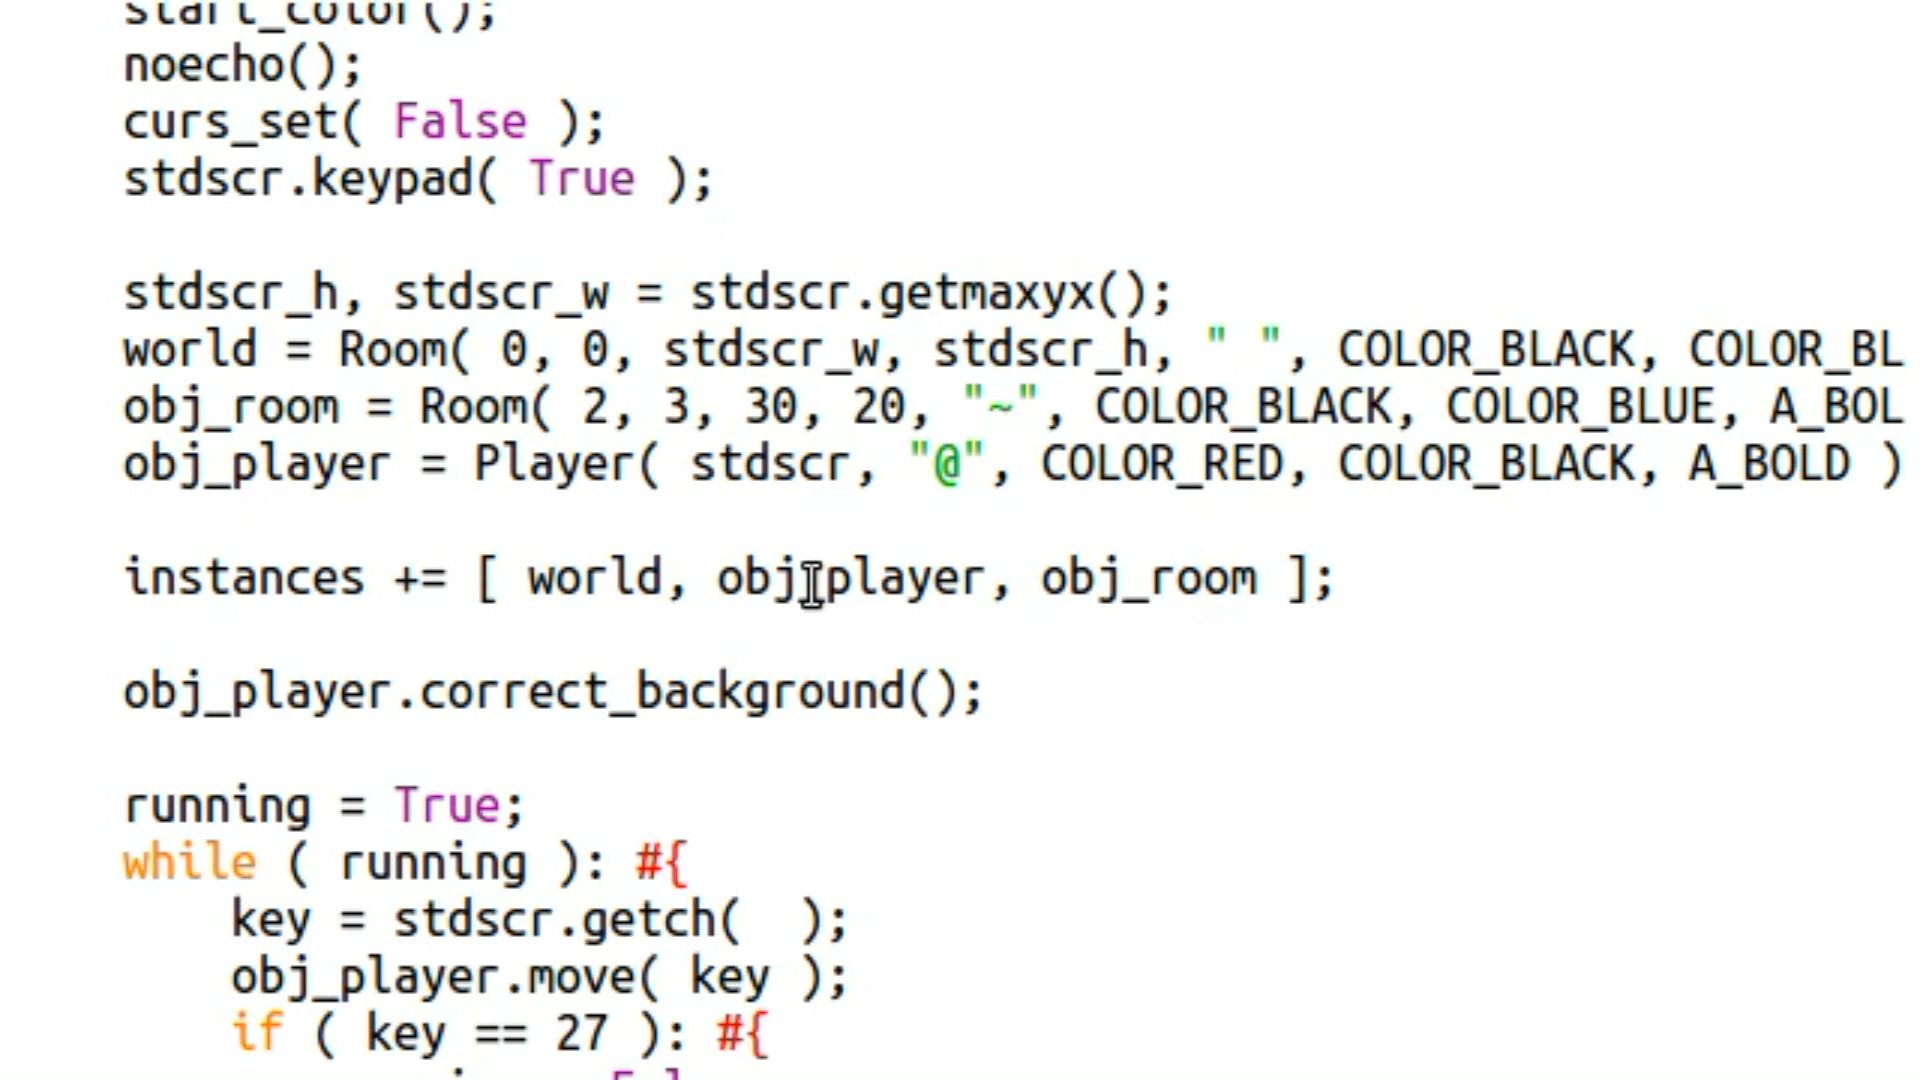 start_color();
noecho();
curs_set( False );
stdscr.keypad( True );
stdscr_h, stdscr_w = stdscr.getmaxyx();
world = Room( 0, 0, stdscr_w, stdscr_h, " ", COLOR_BLACK, COLOR_BL
obj_room = Room( 2, 3, 30, 20, "~", COLOR_BLACK, COLOR_BLUE, A_BOL
obj_player = Player( stdscr, "@", COLOR_RED, COLOR_BLACK, A_BOLD )
instances += [ world, obj_player, obj_room ];
obj_player.correct_background();
running = True;
while ( running ): #{
    key = stdscr.getch(  );
    obj_player.move( key );
    if ( key == 27 ): #{